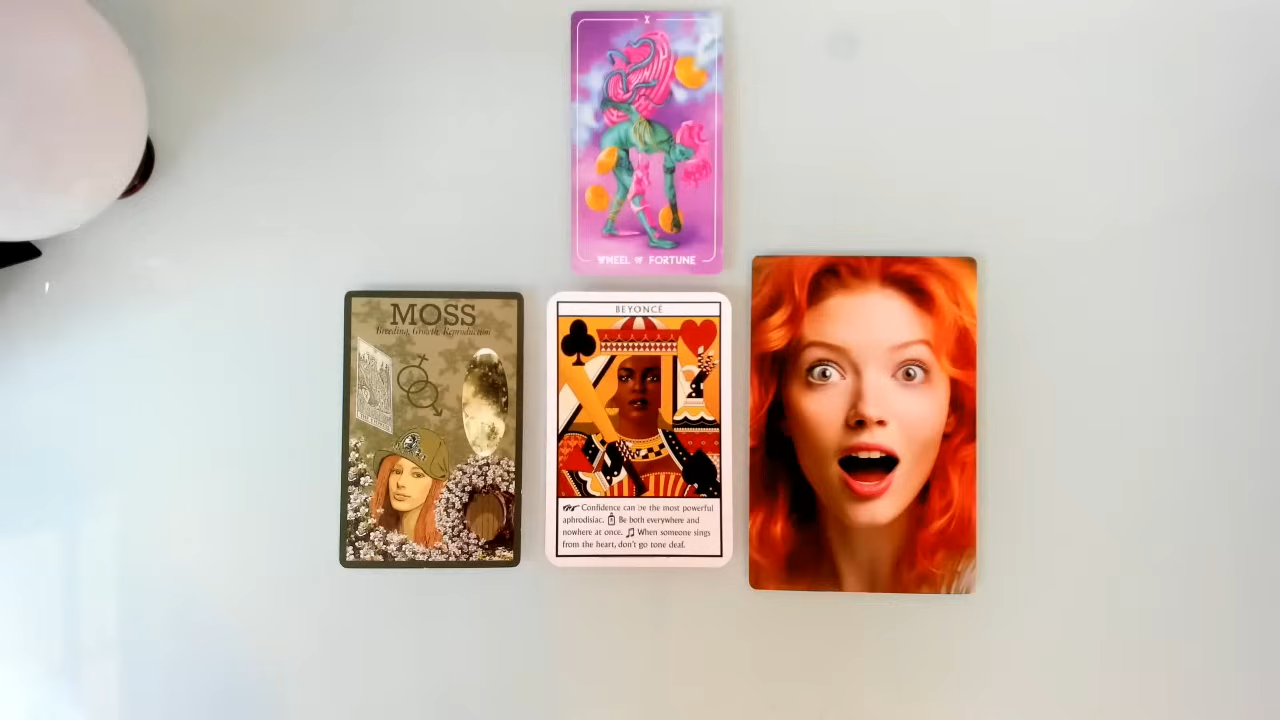 X
WHEEL OF FORTUNE
MOSS
Breeding, Growth, Reproduction
BEYONCÉ
Confidence can be the most powerful
aphrodisiac. Be both everywhere and
nowhere at once. When someone sings
from the heart, don't go tone deaf.